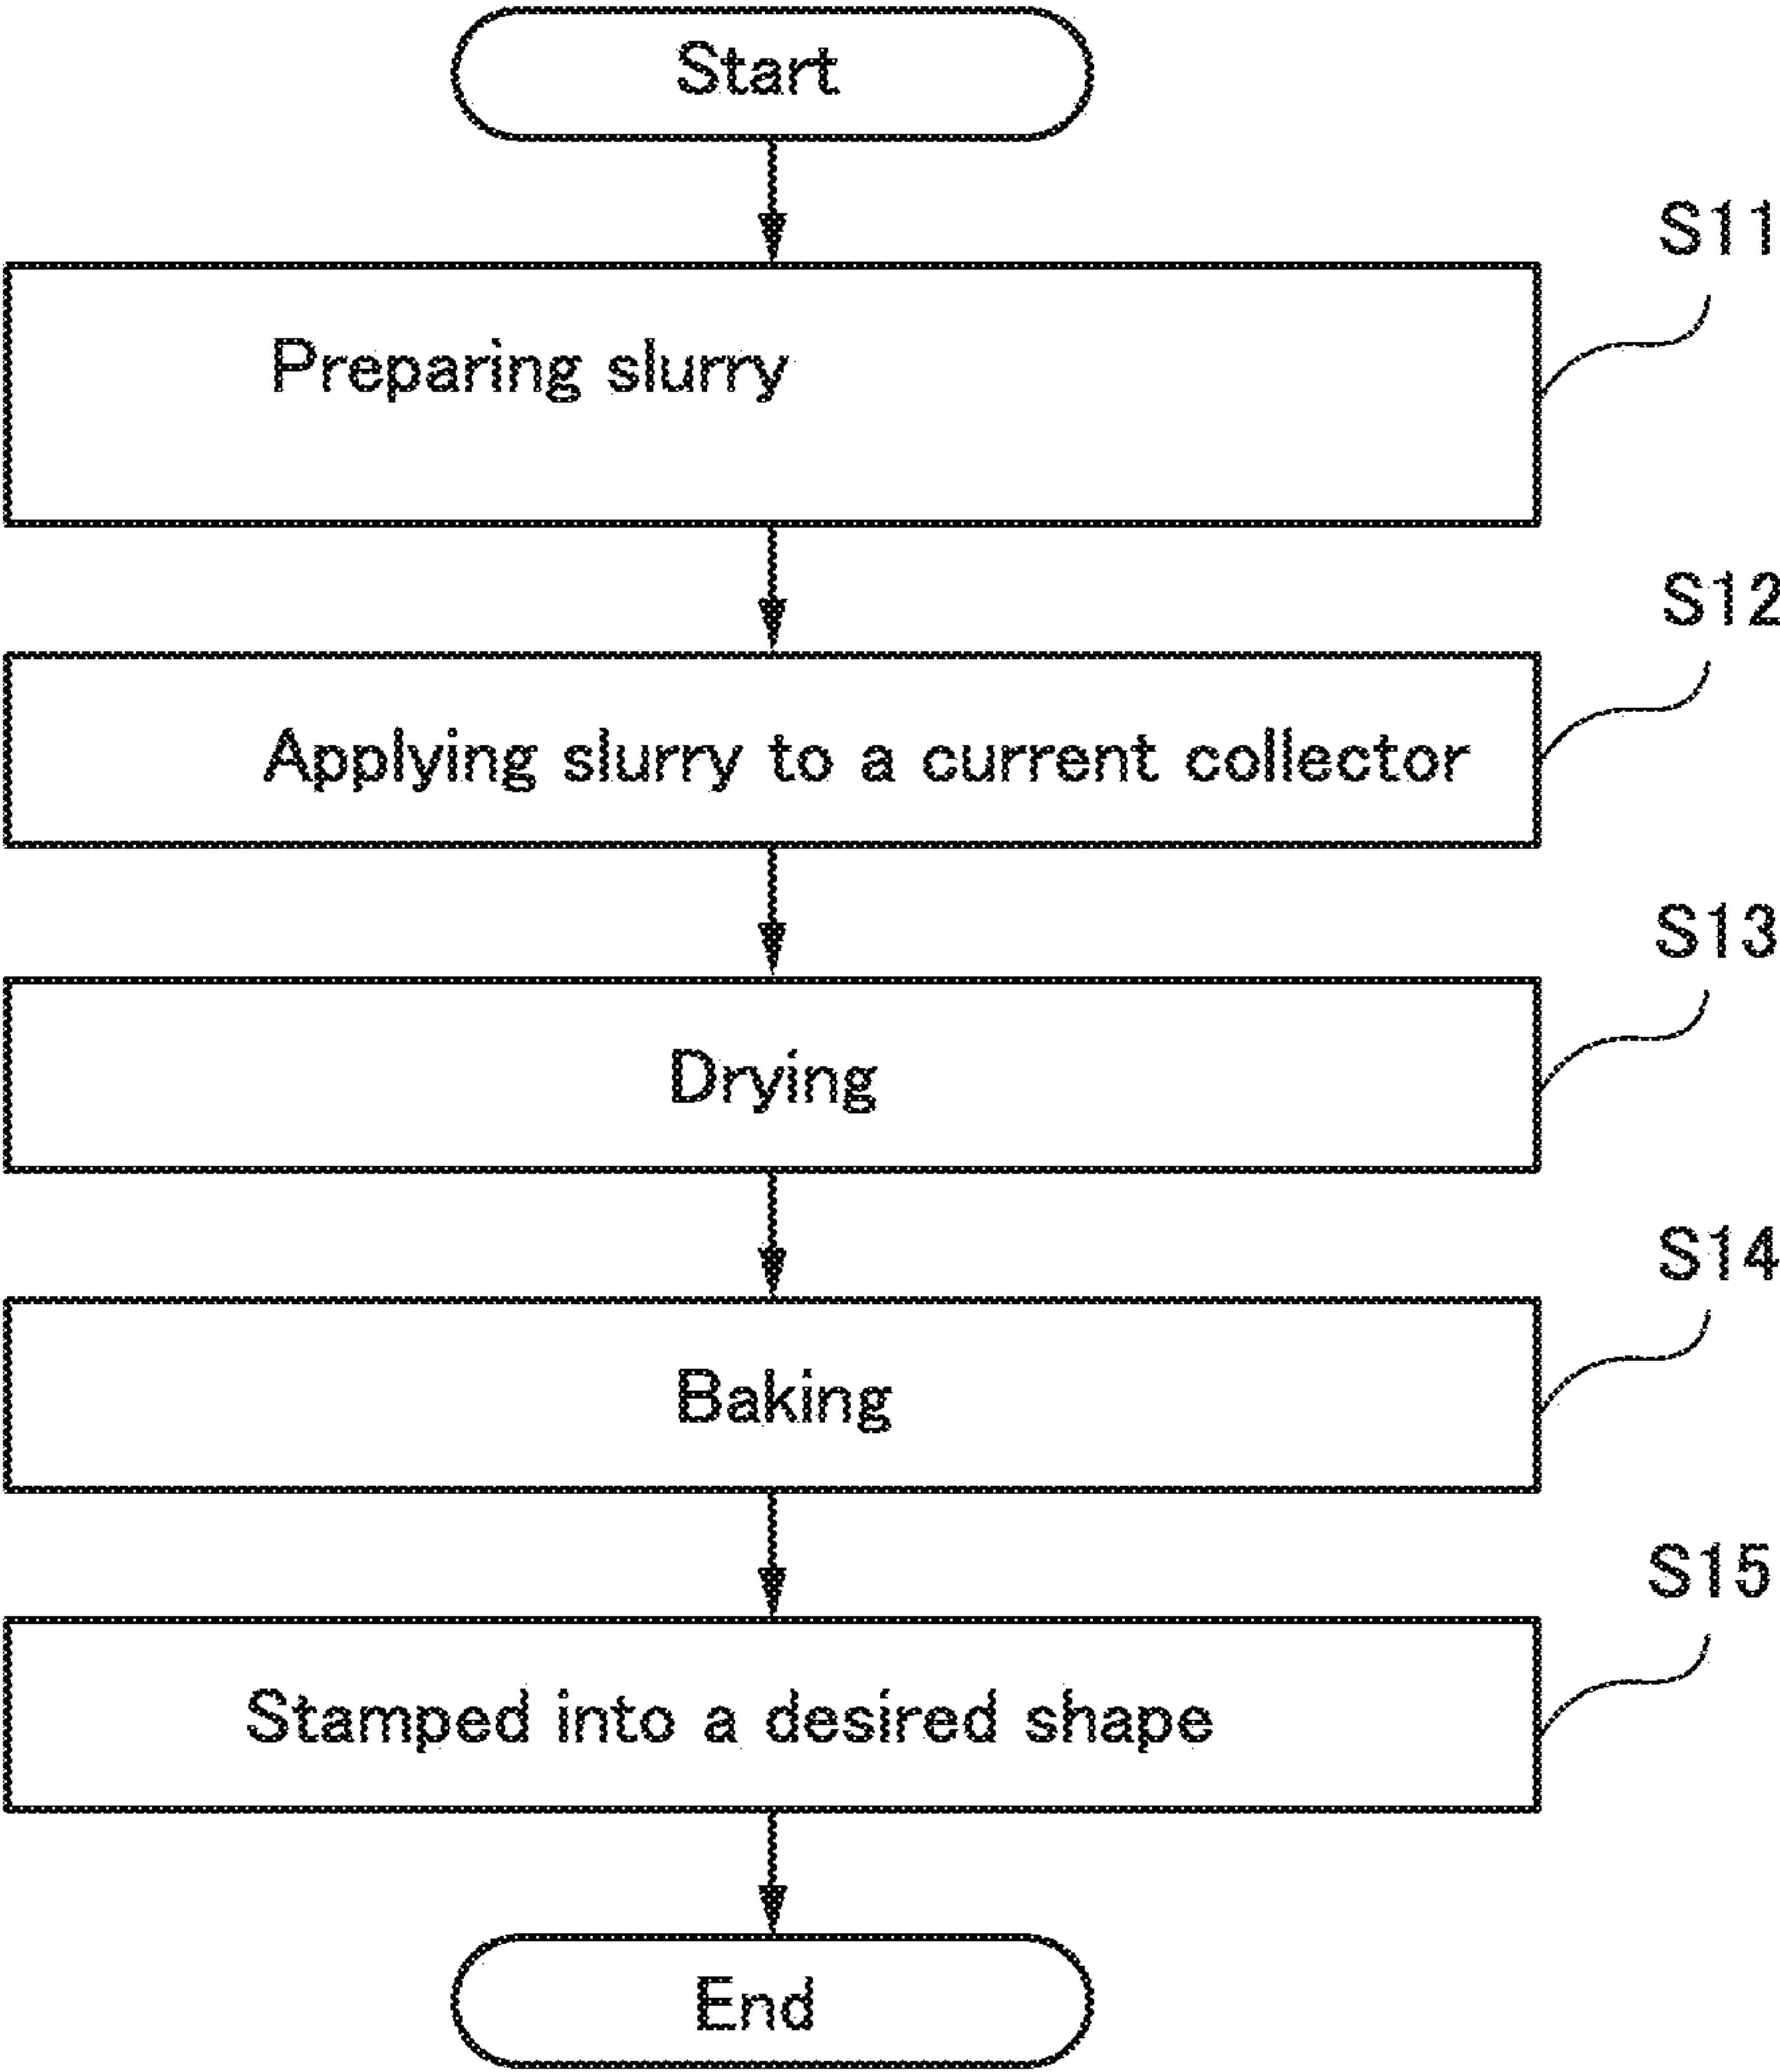 Start
S11
Preparing slurry
S12
Applying slurry to a current collector
S13
Drying
S14
Baking
S15
Stamped into a desired shape
End